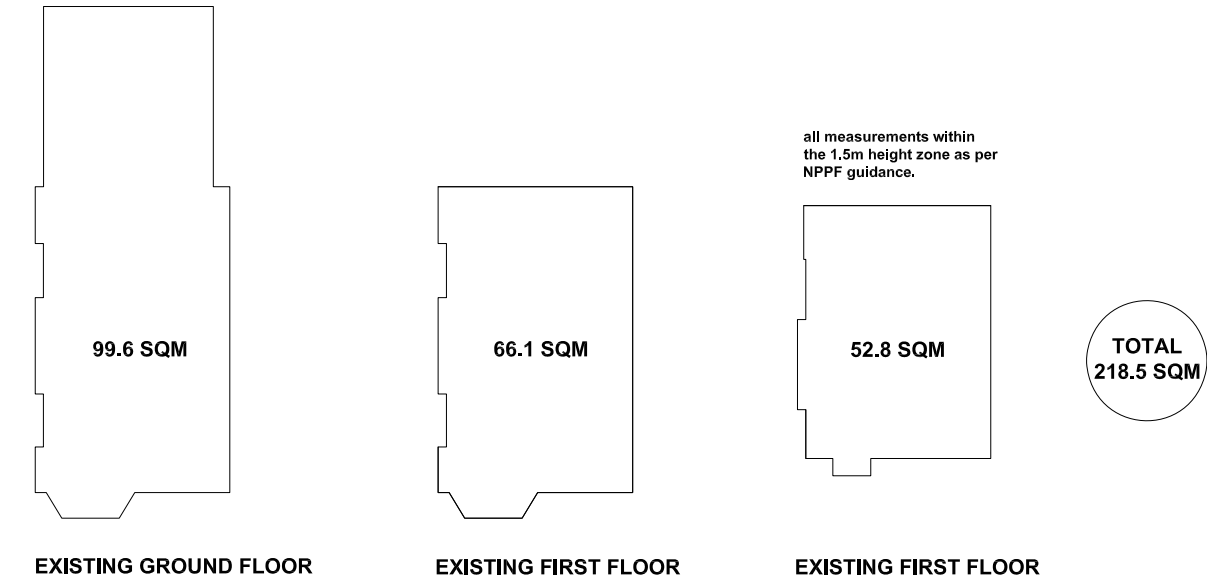 all measurements within
the 1.5m height zone as per
NPPF guidance.
99.6 SQM
66.1 SQM
52.8 SQM
TOTAL
218.5 SQM
EXISTING GROUND FLOOR
EXISTING FIRST FLOOR
EXISTING FIRST FLOOR